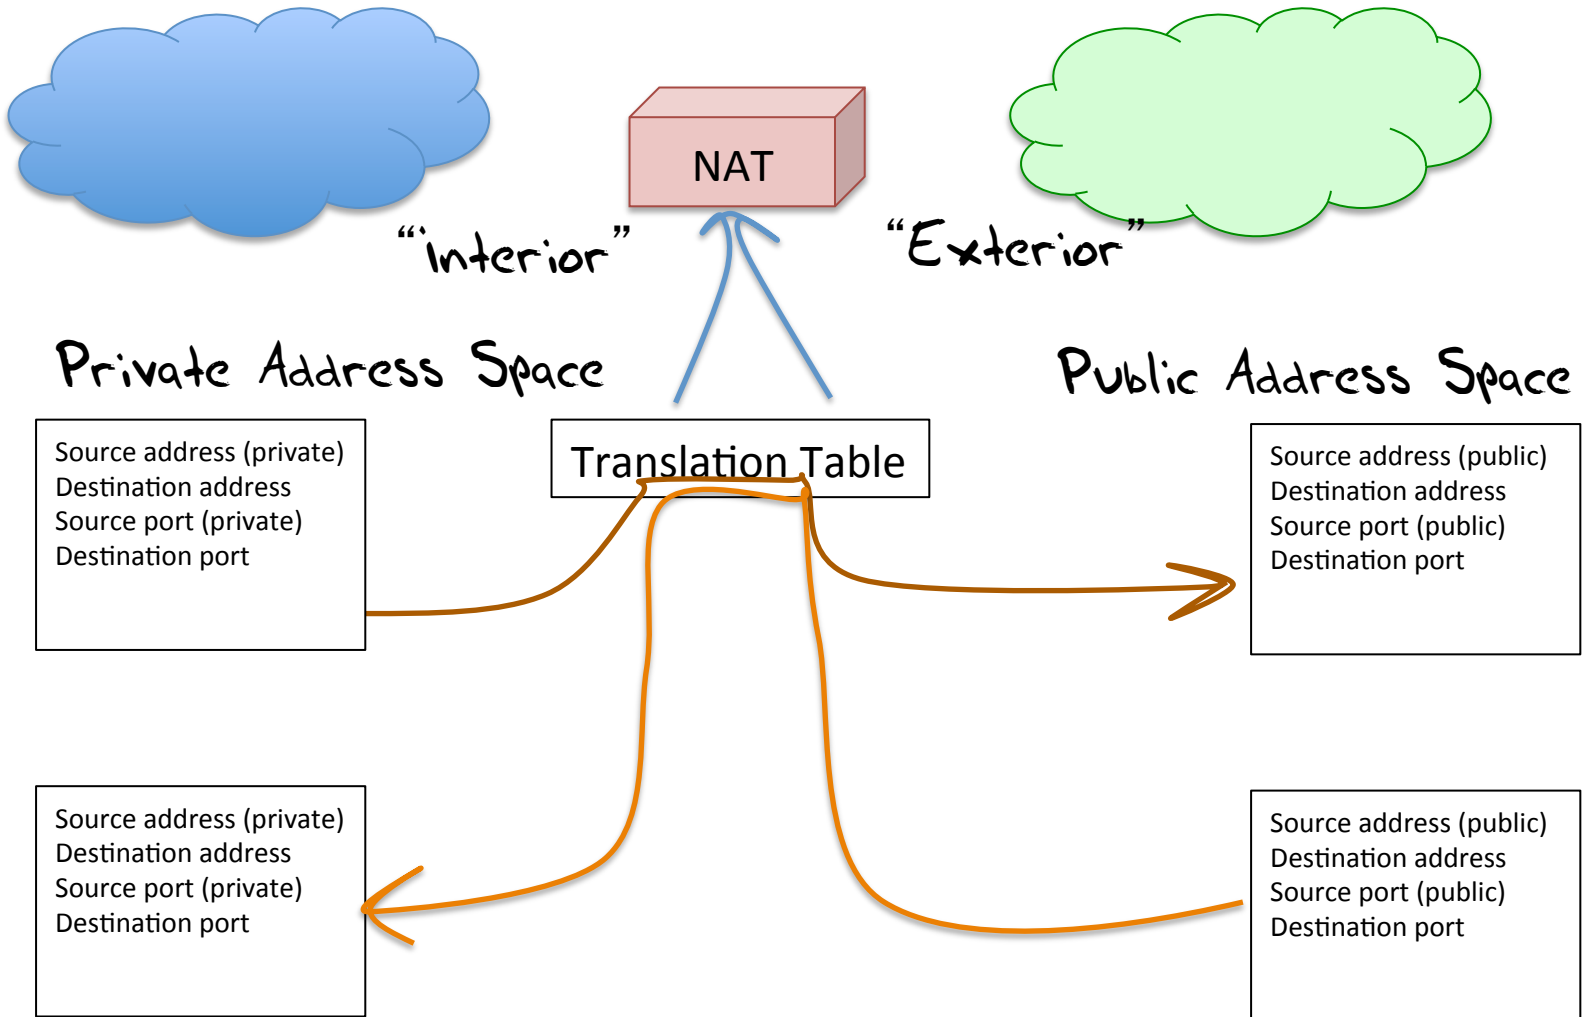 NAT
“interior”
“Exterior”
Private Address Space
Public Address Space
Source address (private)
Destination address
Source port (private)
Destination port
Translation Table
Source address (public)
Destination address
Source port (public)
Destination port
Source address (private)
Destination address
Source port (private)
Destination port
Source address (public)
Destination address
Source port (public)
Destination port